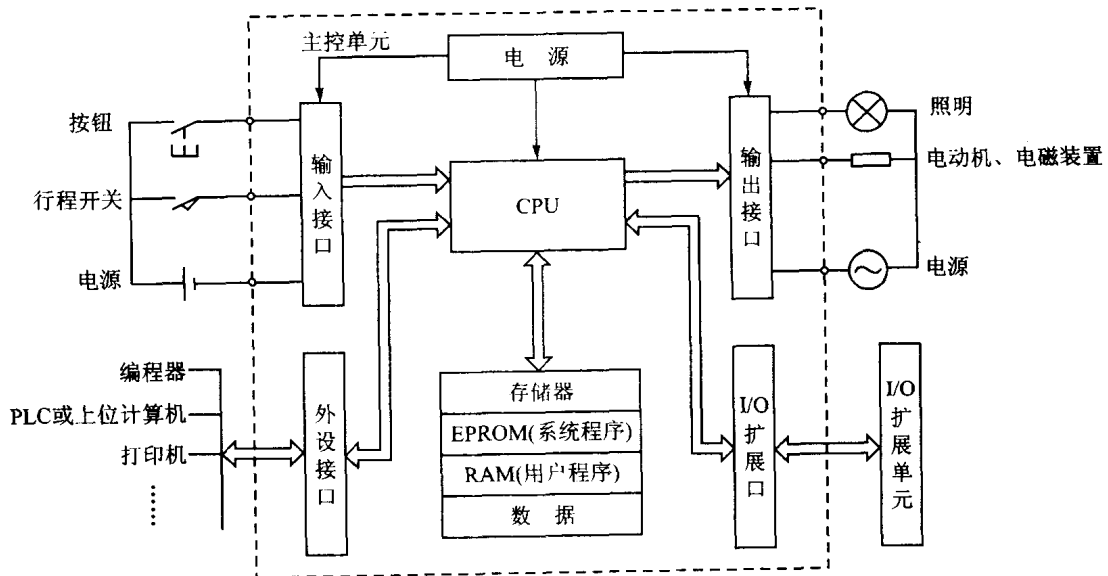 主控单元
电 源
按钮
行程开关
电源
输入接口
CPU
输出接口
照明
电动机、电磁装置
电源
编程器
PLC或上位计算机
打印机
……
外设接口
存储器
EPROM(系统程序)
RAM(用户程序)
数 据
I/O扩展口
I/O扩展单元